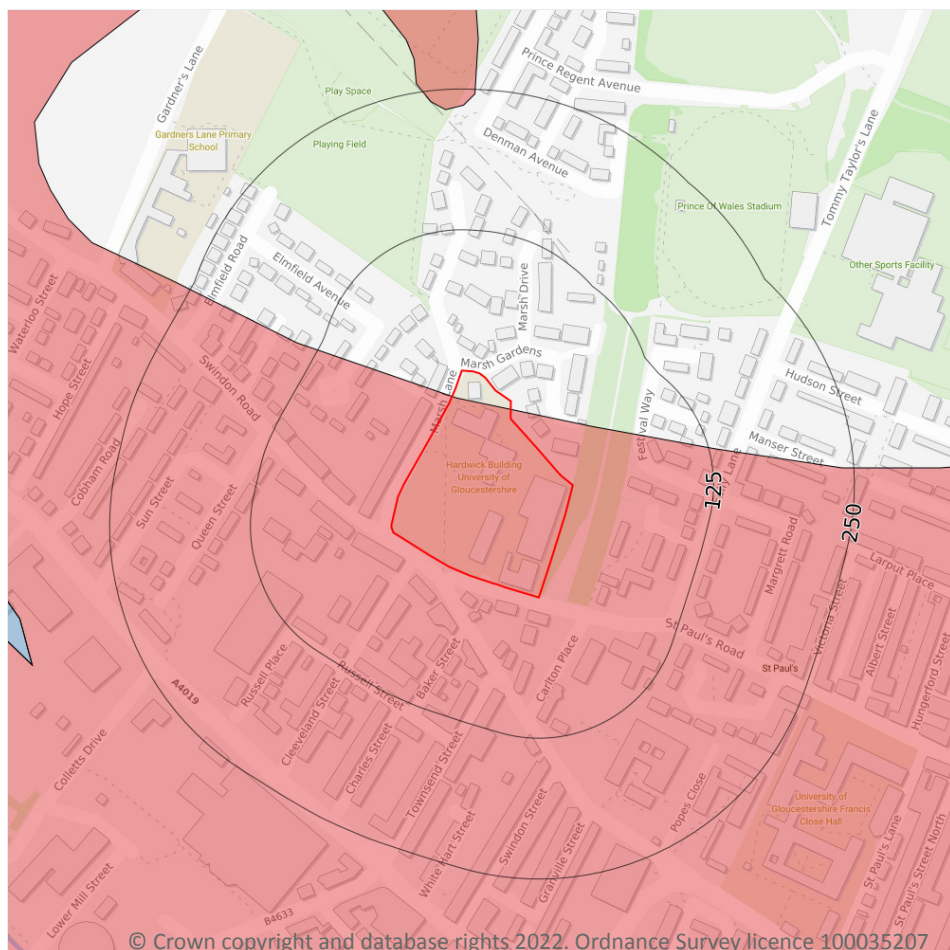 Gardner's Lane
Play Space
Prince Regent Avenue
Gardners Lane Primary
School
Playing Field
Denman Avenue
Tommy Taylor's Lane
Prince Of Wales Stadium
Elmfield Road
Elmfield Avenue
Marsh Drive
Other Sports Facility
Waterloo Street
Hope Street
Swindon Road
Marsh Gardens
Marsh Lane
Hudson Street
Festival Way
Manser Street
Cobham Road
Sun Street
Queen Street
Hardwick Building
University of
Gloucestershire
125
250
Margrett Road
Larput Place
Victoria Street
Albert Street
Hungerford Street
St Paul's Road
St Paul's
Carlton Place
Baker Street
Russell Street
Russell Place
A4019
Cleeveland Street
Charles Street
Townsend Street
Colletts Drive
Popes Close
University of
Gloucestershire Francis
Close Hall
White Hart Street
Swindon Street
Granville Street
St Paul's Lane
St Paul's Street North
Lower Mill Street
B4633
© Crown copyright and database rights 2022. Ordnance Survey licence 100035207